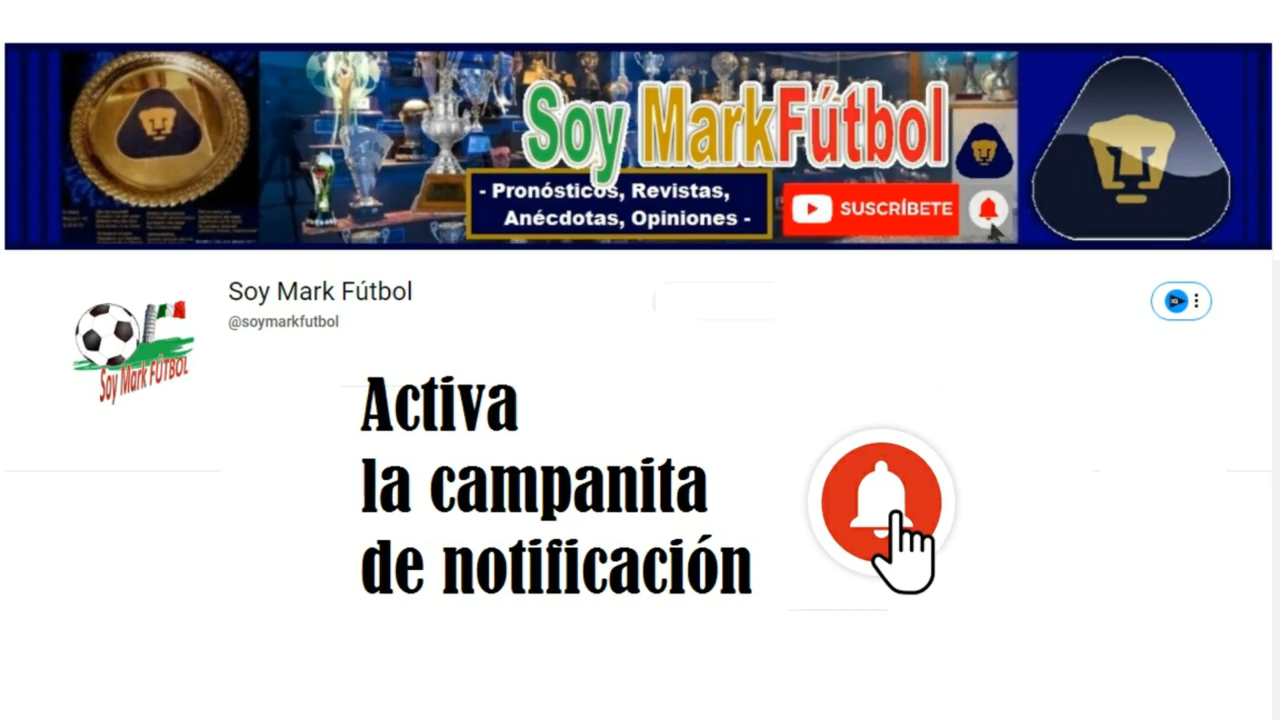 Soy MarkFútbol
- Pronósticos, Revistas,
Anécdotas, Opiniones -
SUSCRÍBETE
Soy Mark Fútbol
@soymarkfutbol
Soy Mark FÚTBOL
Activa
la campanita
de notificación